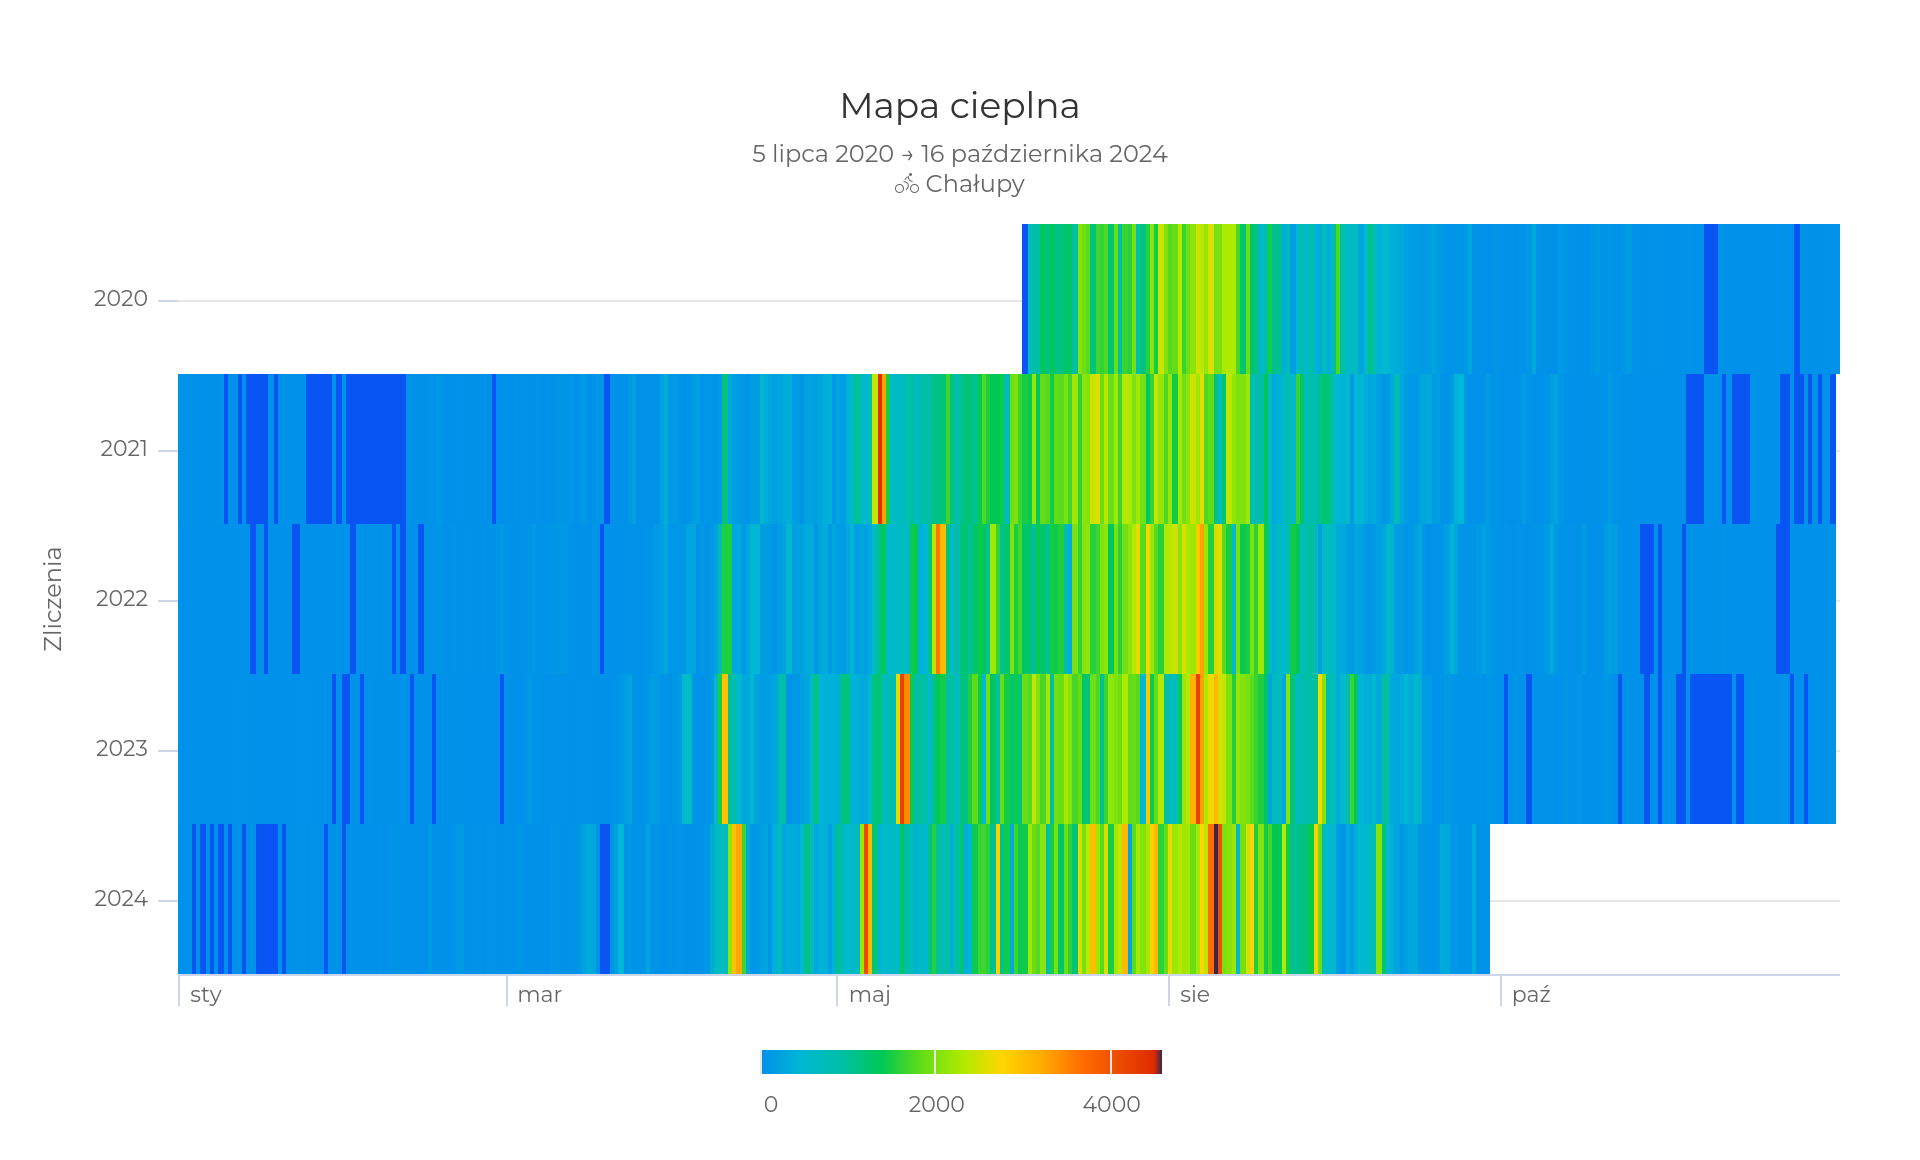 Mapa cieplna
5 lipca 2020 → 16 października 2024
Chałupy
Zliczenia
2020
2021
2022
2023
2024
sty mar maj sie paź
0 2000 4000